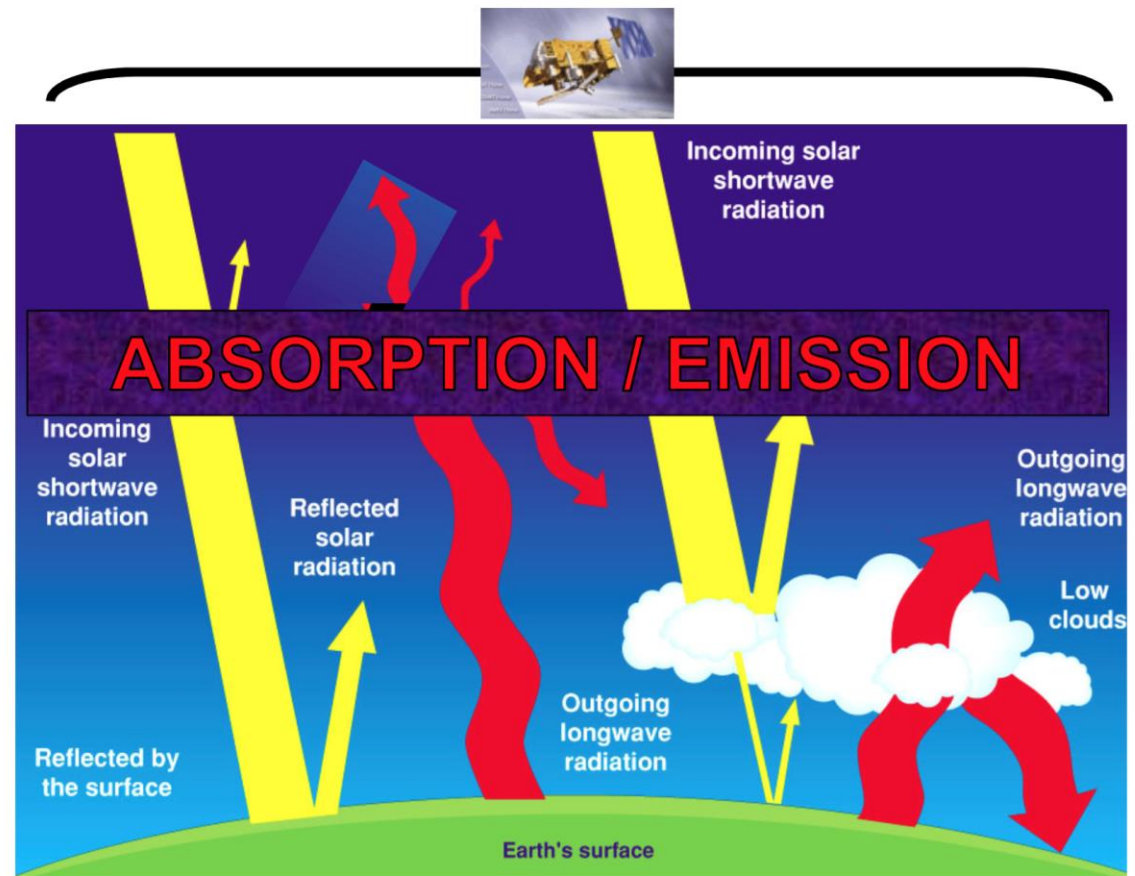 Incoming solar
shortwave
radiation
ABSORPTION / EMISSION
Incoming
solar
shortwave
radiation
Reflected
solar
radiation
Outgoing
longwave
radiation
Low
clouds
Outgoing
longwave
radiation
Reflected by
the surface
Earth's surface